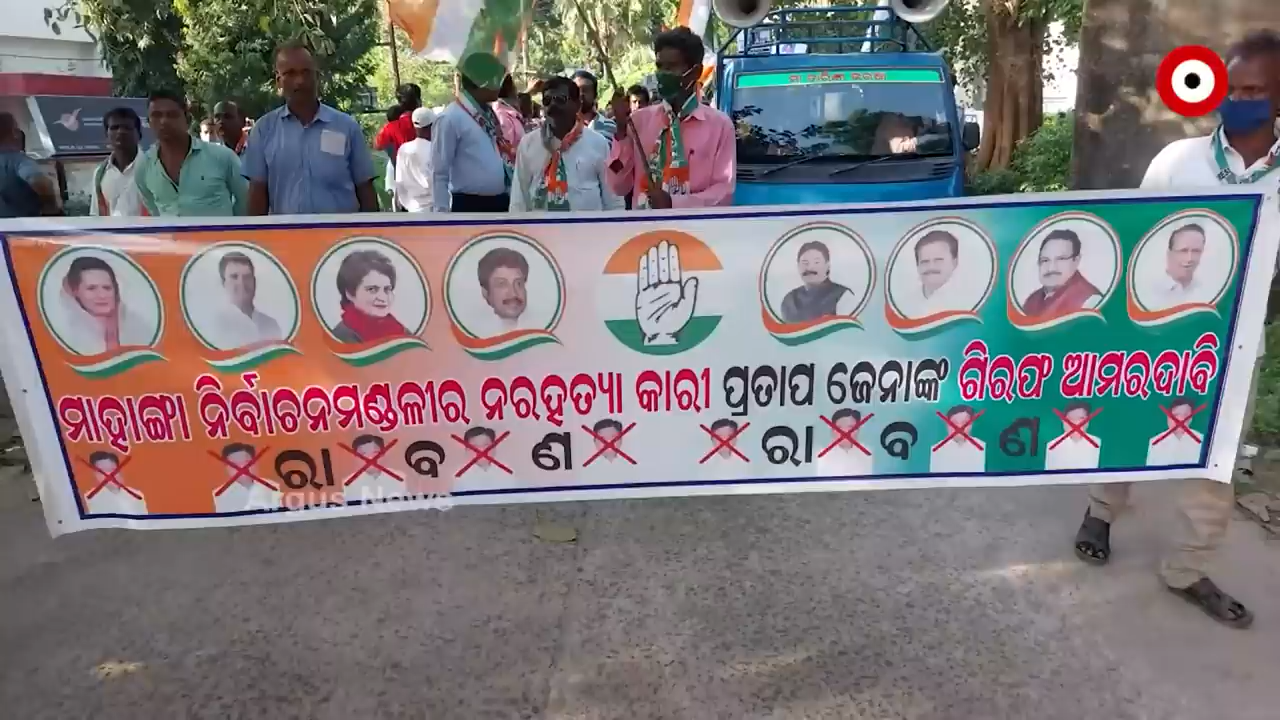 ମାହାଙ୍ଗା ନିର୍ବାଚନମଣ୍ଡଳୀର ନରହତ୍ୟା କାରୀ ପ୍ରତାପ ଜେନାଙ୍କ ଗିରଫ ଆମରଦାବି
ରା ବ ଣ ରା ବ ଣ
Argus News